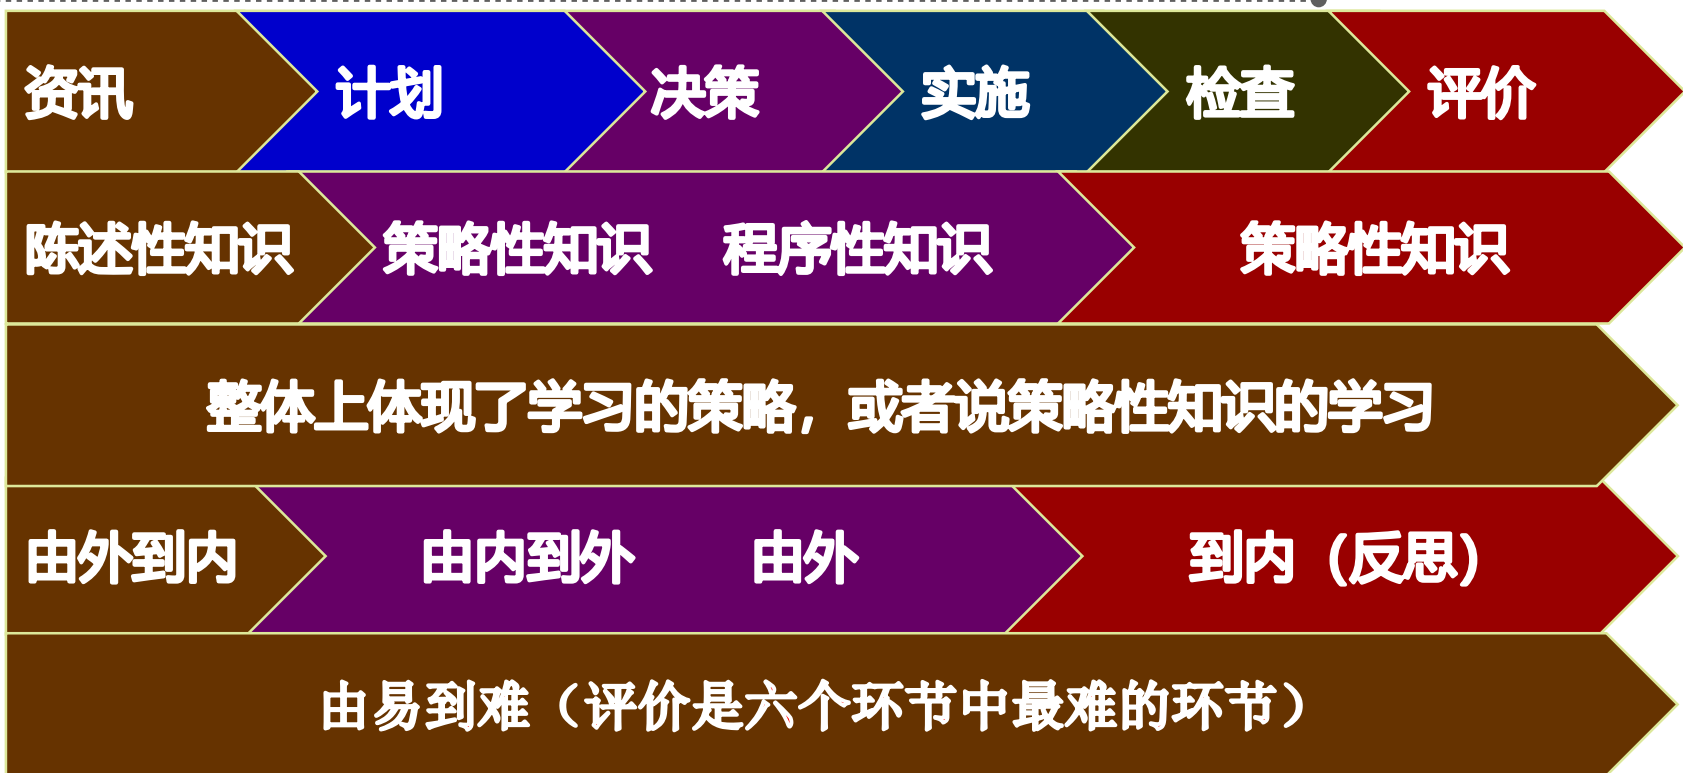 资讯 计划 决策 实施 检查 评价
陈述性知识 策略性知识 程序性知识 策略性知识
整体上体现了学习的策略，或者说策略性知识的学习
由外到内 由内到外 由外 到内（反思）
由易到难（评价是六个环节中最难的环节）